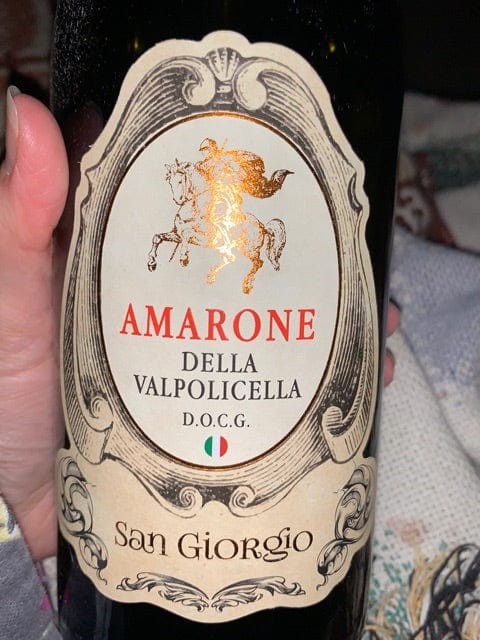 AMARONE
DELLA
VALPOLICELLA
D.O.C.G.
San GiORgio